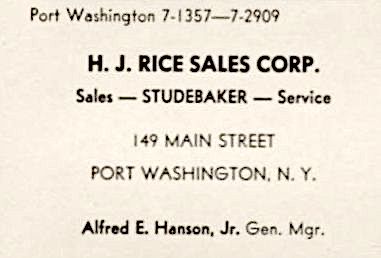 Port Washington 7-1357—7-2909
H. J. RICE SALES CORP.
Sales — STUDEBAKER — Service
149 MAIN STREET
PORT WASHINGTON, N. Y.
Alfred E. Hanson, Jr. Gen. Mgr.